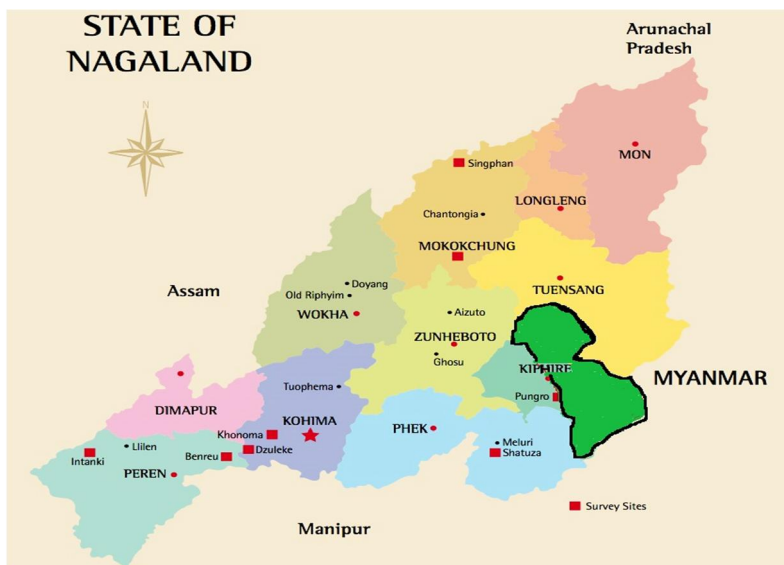 STATE OF
NAGALAND
Arunachal
Pradesh
N
MON
Singphan
LONGLENG
Chantongia
MOKOKCHUNG
TUENSANG
Assam
Doyang
Old Riphyim
WOKHA
Aizuto
ZUNHEBOTO
Ghosu
KIPHIRE
MYANMAR
Pungro
Tuophema
DIMAPUR
KOHIMA
PHEK
Khonoma
Meluri
Shatuza
Llilen
Benreu
Dzuleke
Intanki
PEREN
Survey Sites
Manipur